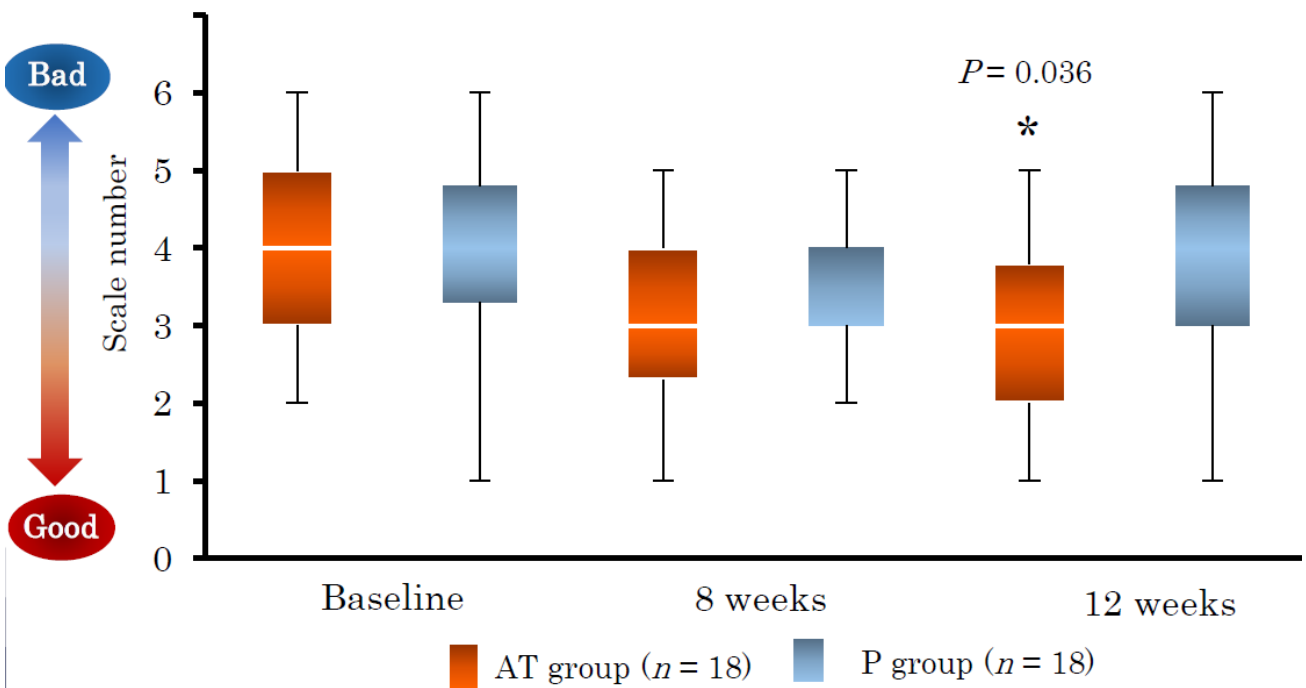 Bad
Good
Scale number
6
5
4
3
2
1
0
P = 0.036
*
Baseline
8 weeks
12 weeks
AT group (n = 18)
P group (n = 18)